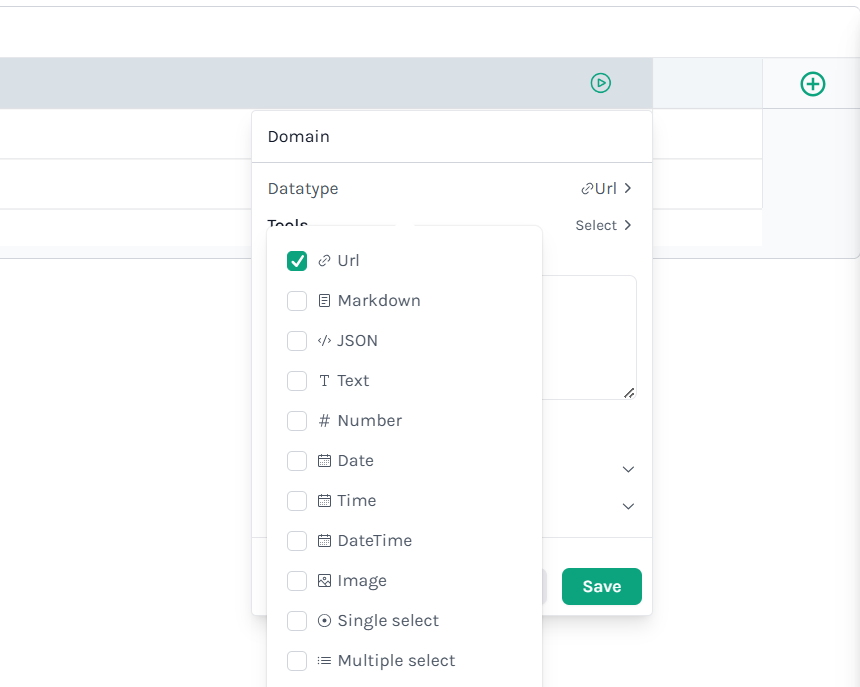 Domain
Datatype
Url
Tools
Select
Url
Markdown
JSON
Text
Number
Date
Time
DateTime
Image
Single select
Multiple select
Save